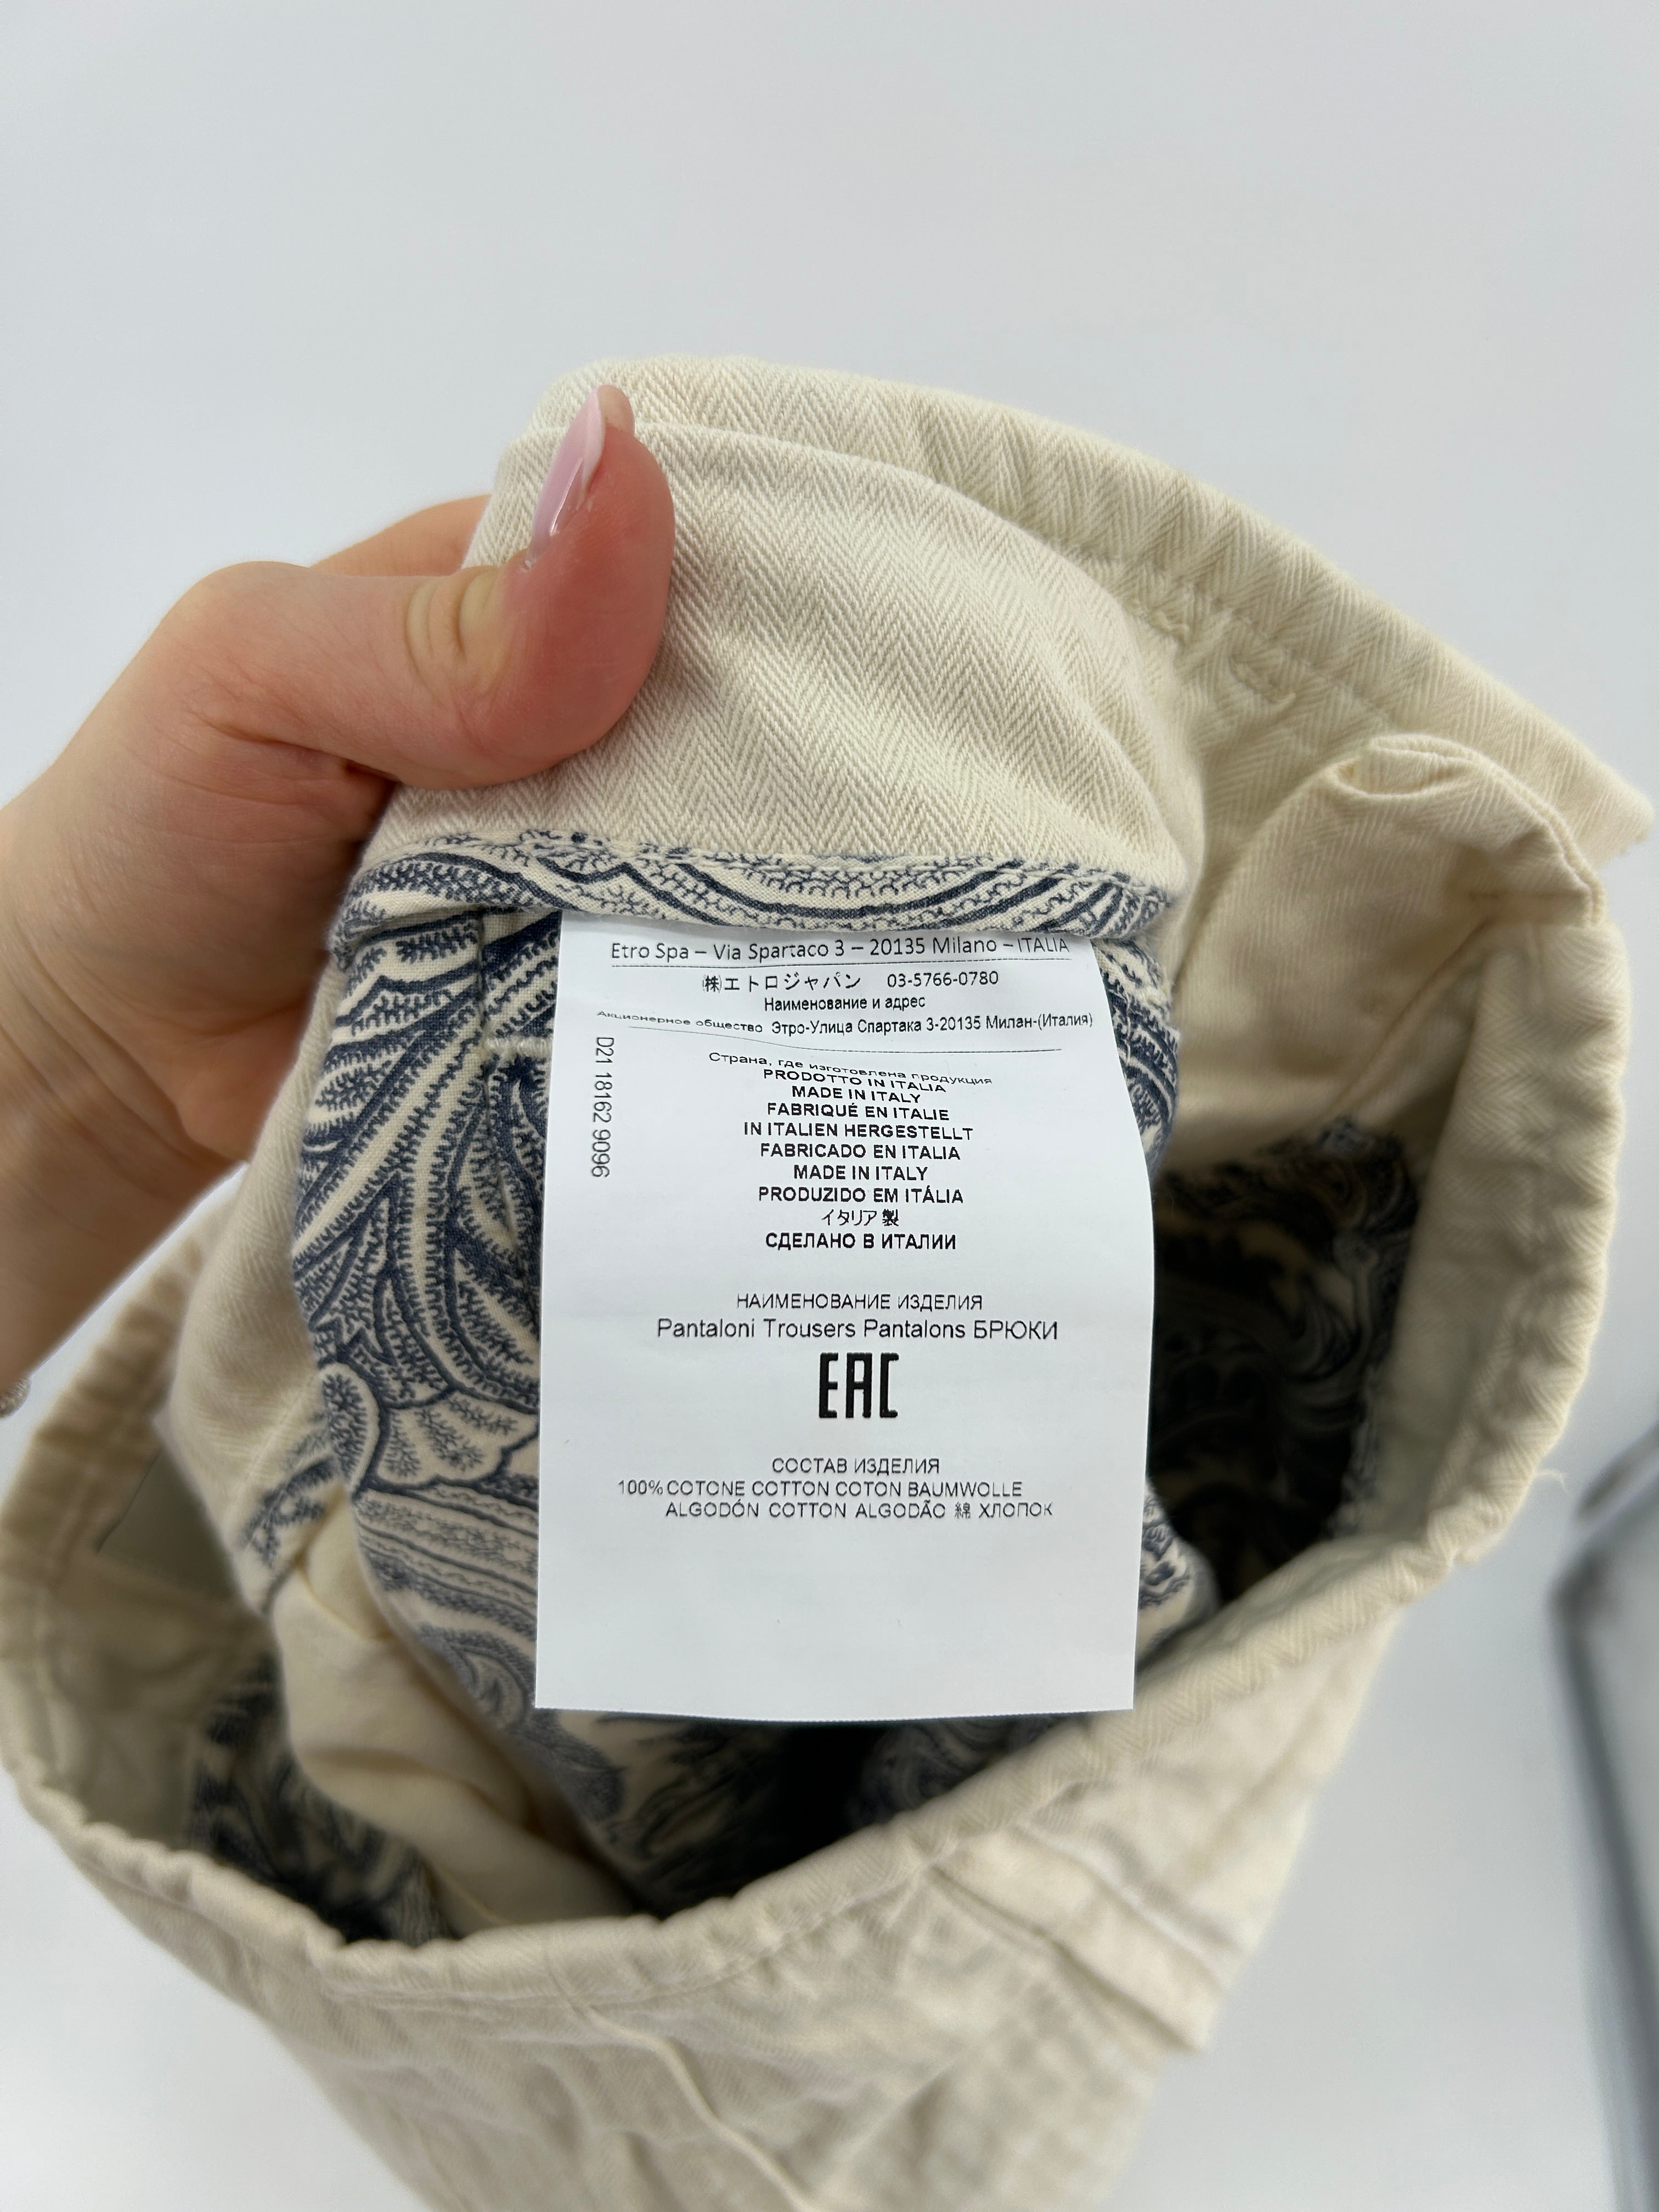 Etro Spa – Via Spartaco 3 – 20135 Milano – ITALIA
㈱エトロジャパン 03-5766-0780
Наименование и адрес
Акционерное общество Этро-Улица Спартака 3-20135 Милан-(Италия)
D21 18162 9096
Страна, где изготовлена продукция
PRODOTTO IN ITALIA
MADE IN ITALY
FABRIQUÉ EN ITALIE
IN ITALIEN HERGESTELLT
FABRICADO EN ITALIA
MADE IN ITALY
PRODUZIDO EM ITÁLIA
イタリア製
СДЕЛАНО В ИТАЛИИ
НАИМЕНОВАНИЕ ИЗДЕЛИЯ
Pantaloni Trousers Pantalons БРЮКИ
EAC
СОСТАВ ИЗДЕЛИЯ
100% COTONE COTTON COTON BAUMWOLLE
ALGODÓN COTTON ALGODÃO 綿 ХЛОПОК